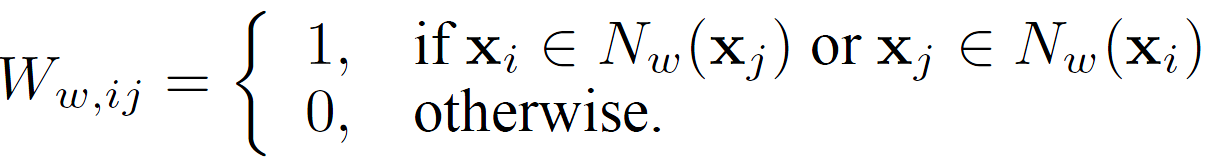 W_{w,ij} = { 1, if x_i ∈ N_w(x_j) or x_j ∈ N_w(x_i)
0, otherwise.